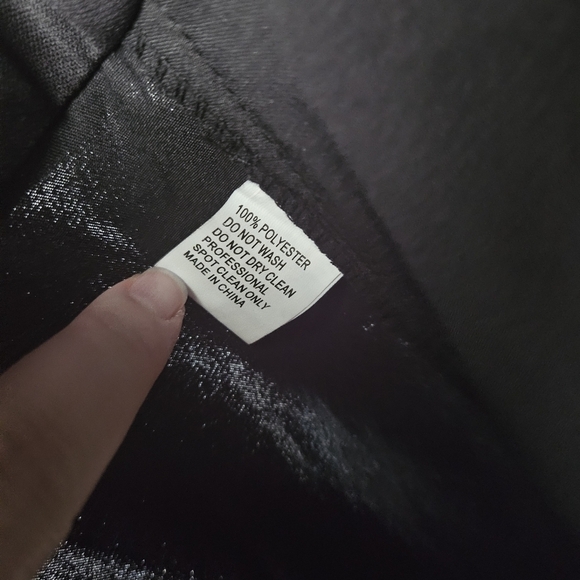 100% POLYESTER
DO NOT WASH
DO NOT DRY CLEAN
PROFESSIONAL
SPOT CLEAN ONLY
MADE IN CHINA